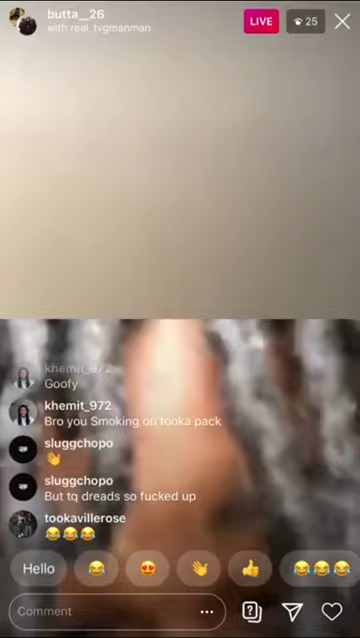 butta__26
LIVE
25
with real_tvgmanman
khemit_972
Goofy
khemit_972
Bro you Smoking on tooka pack
sluggchopo
👋
sluggchopo
But tq dreads so fucked up
tookavillerose
😂😂😂
Hello 😂 😍 👋 👍 😂😂😂
Comment